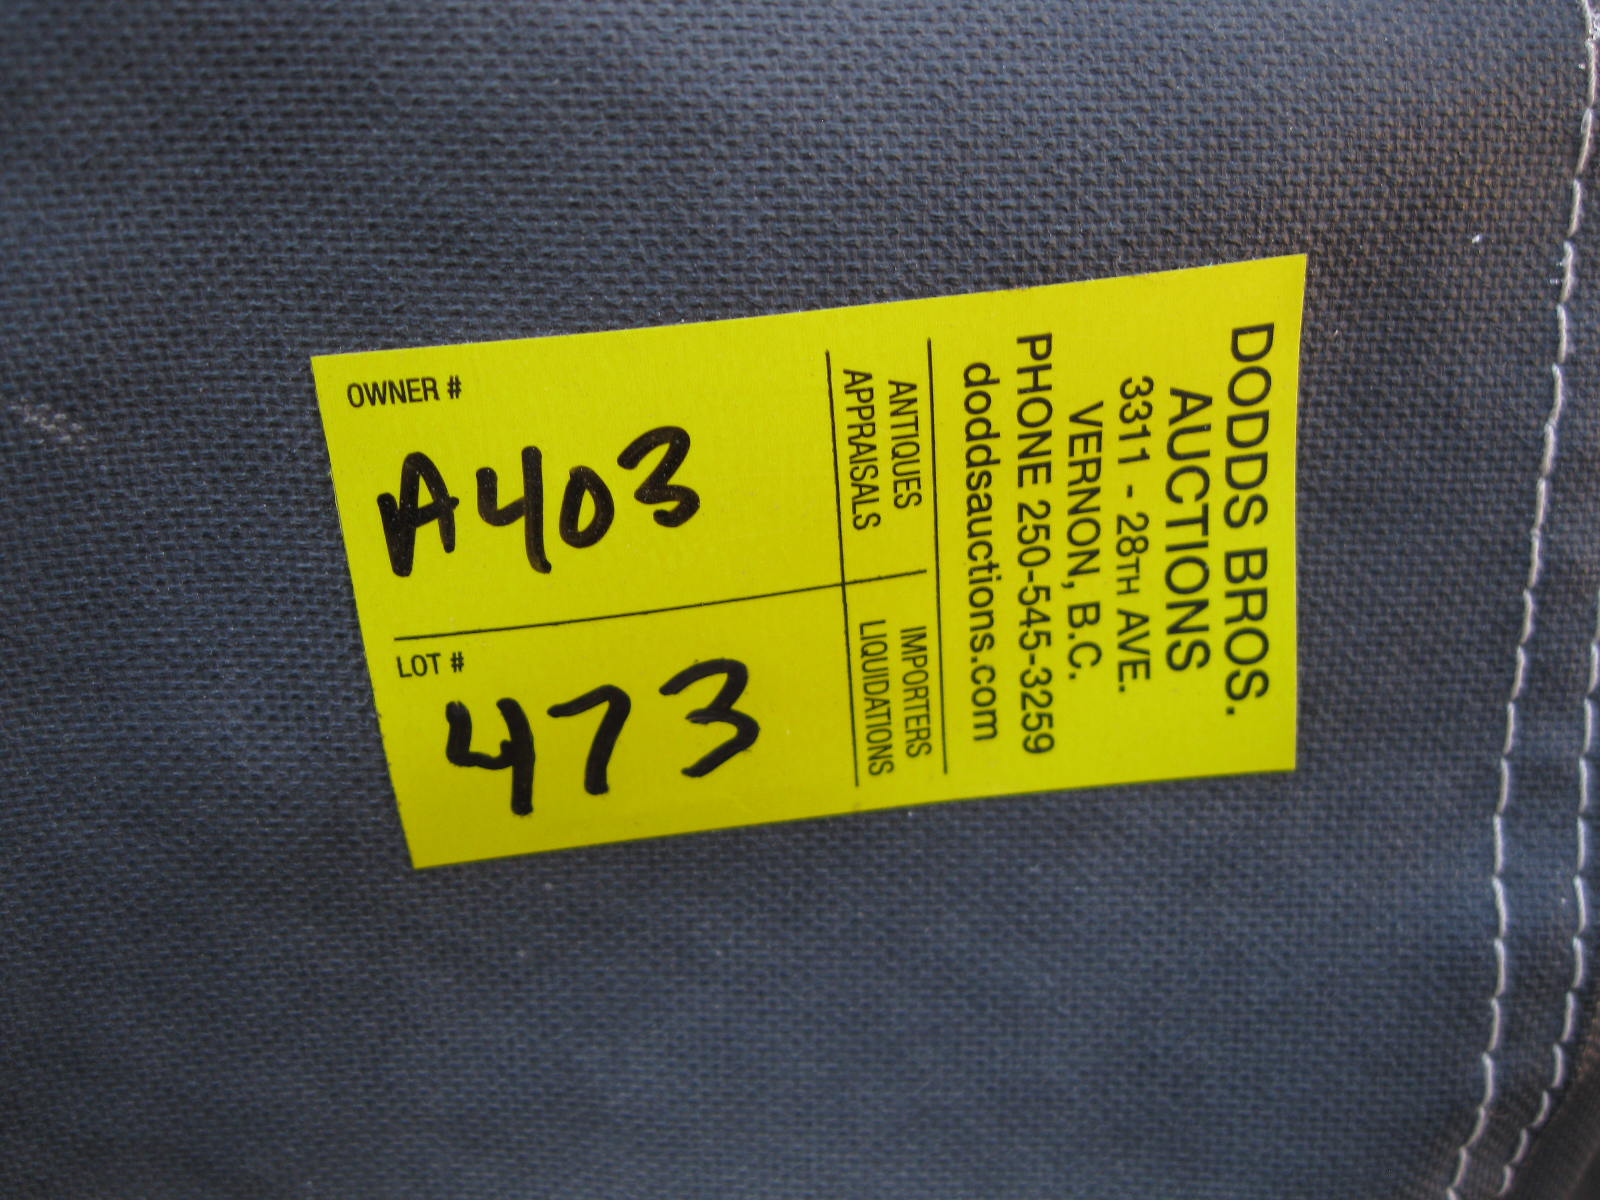 DODDS BROS.
AUCTIONS
3311 - 28TH AVE.
VERNON, B.C.
PHONE 250-545-3259
doddsauctions.com
ANTIQUES IMPORTERS
APPRAISALS LIQUIDATIONS
OWNER #
A403
LOT #
473